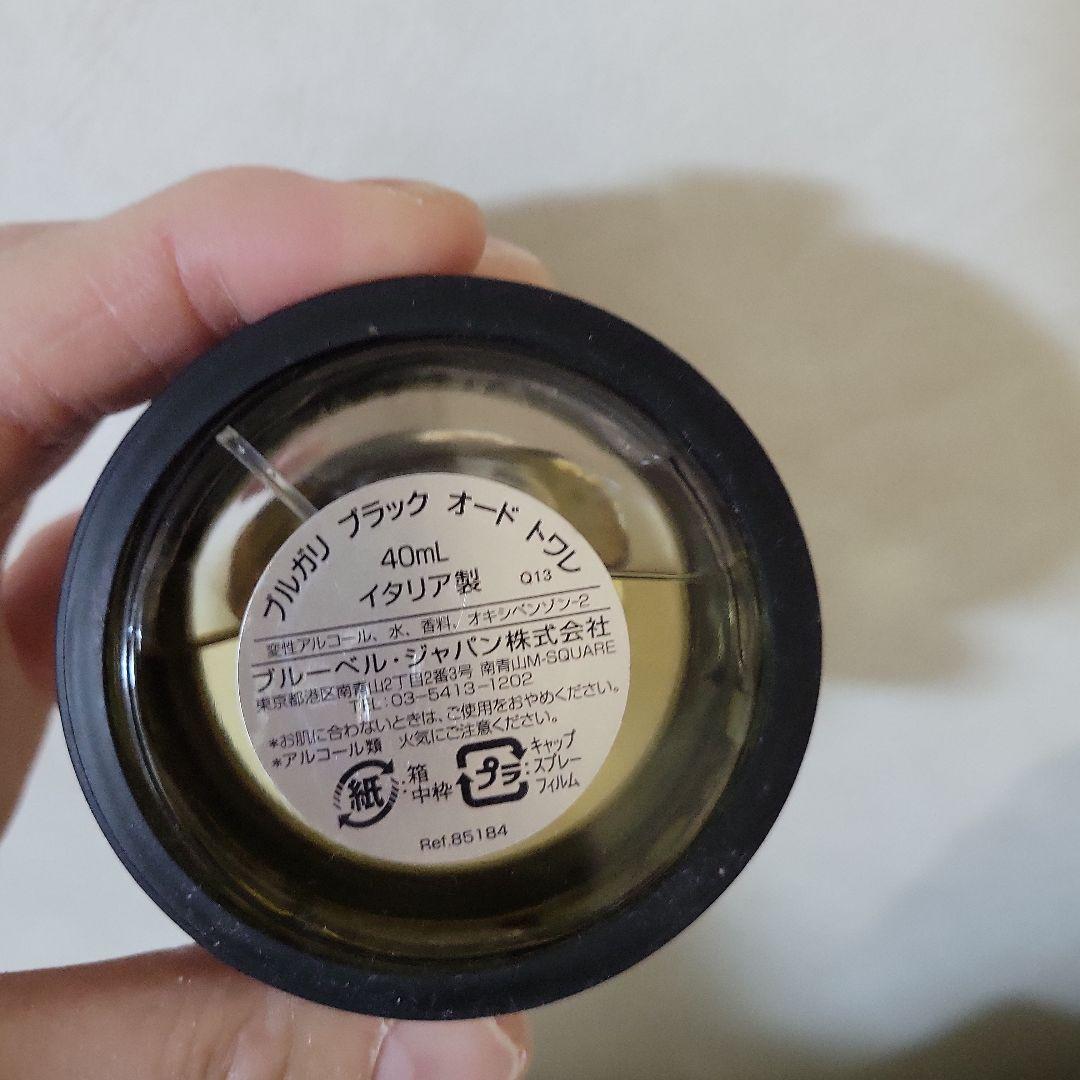 ブルガリ ブラック オード トワレ
40mL
イタリア製 Q13
変性アルコール、水、香料、オキシベンゾン-2
ブルーベル・ジャパン株式会社
東京都港区南青山2丁目2番3号 南青山M-SQUARE
TEL:03-5413-1202
*お肌に合わないときは、ご使用をおやめください。
*アルコール類 火気にご注意ください。
紙:箱 中枠
プラ:キャップ スプレー フィルム
Ref.85184